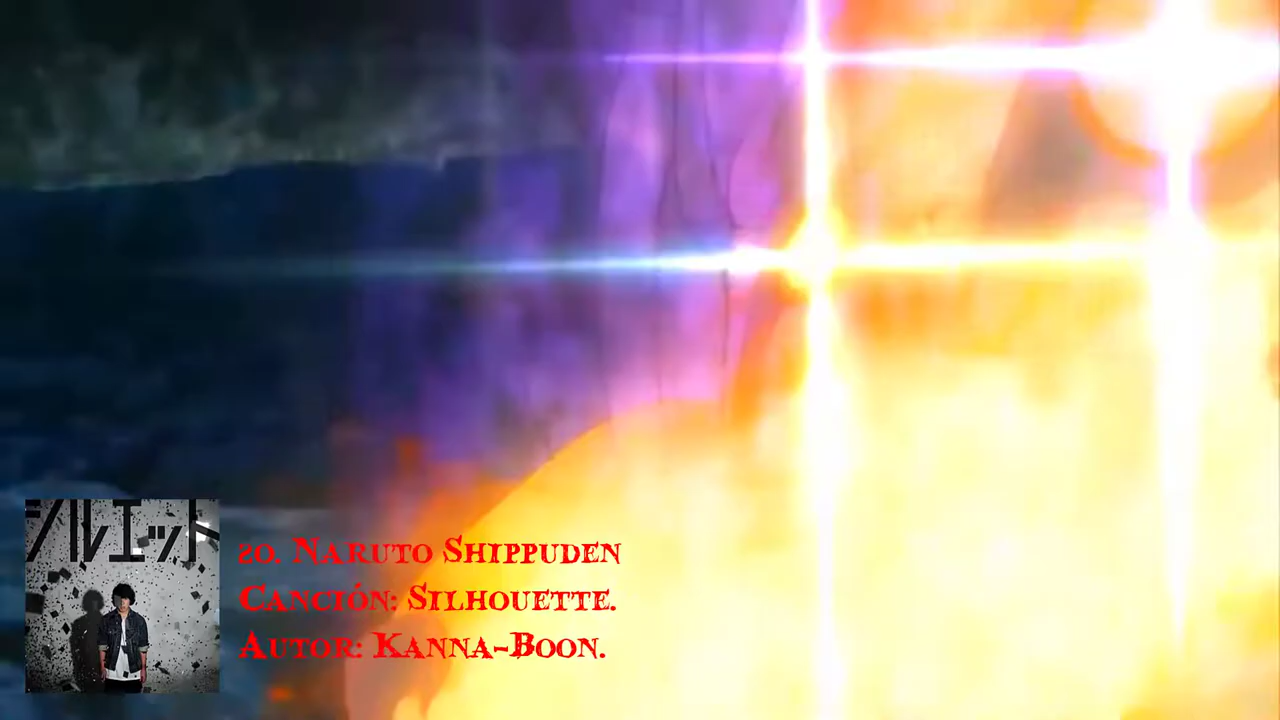 シルエット
20. Naruto Shippuden
Canción: Silhouette.
Autor: Kanna-Boon.